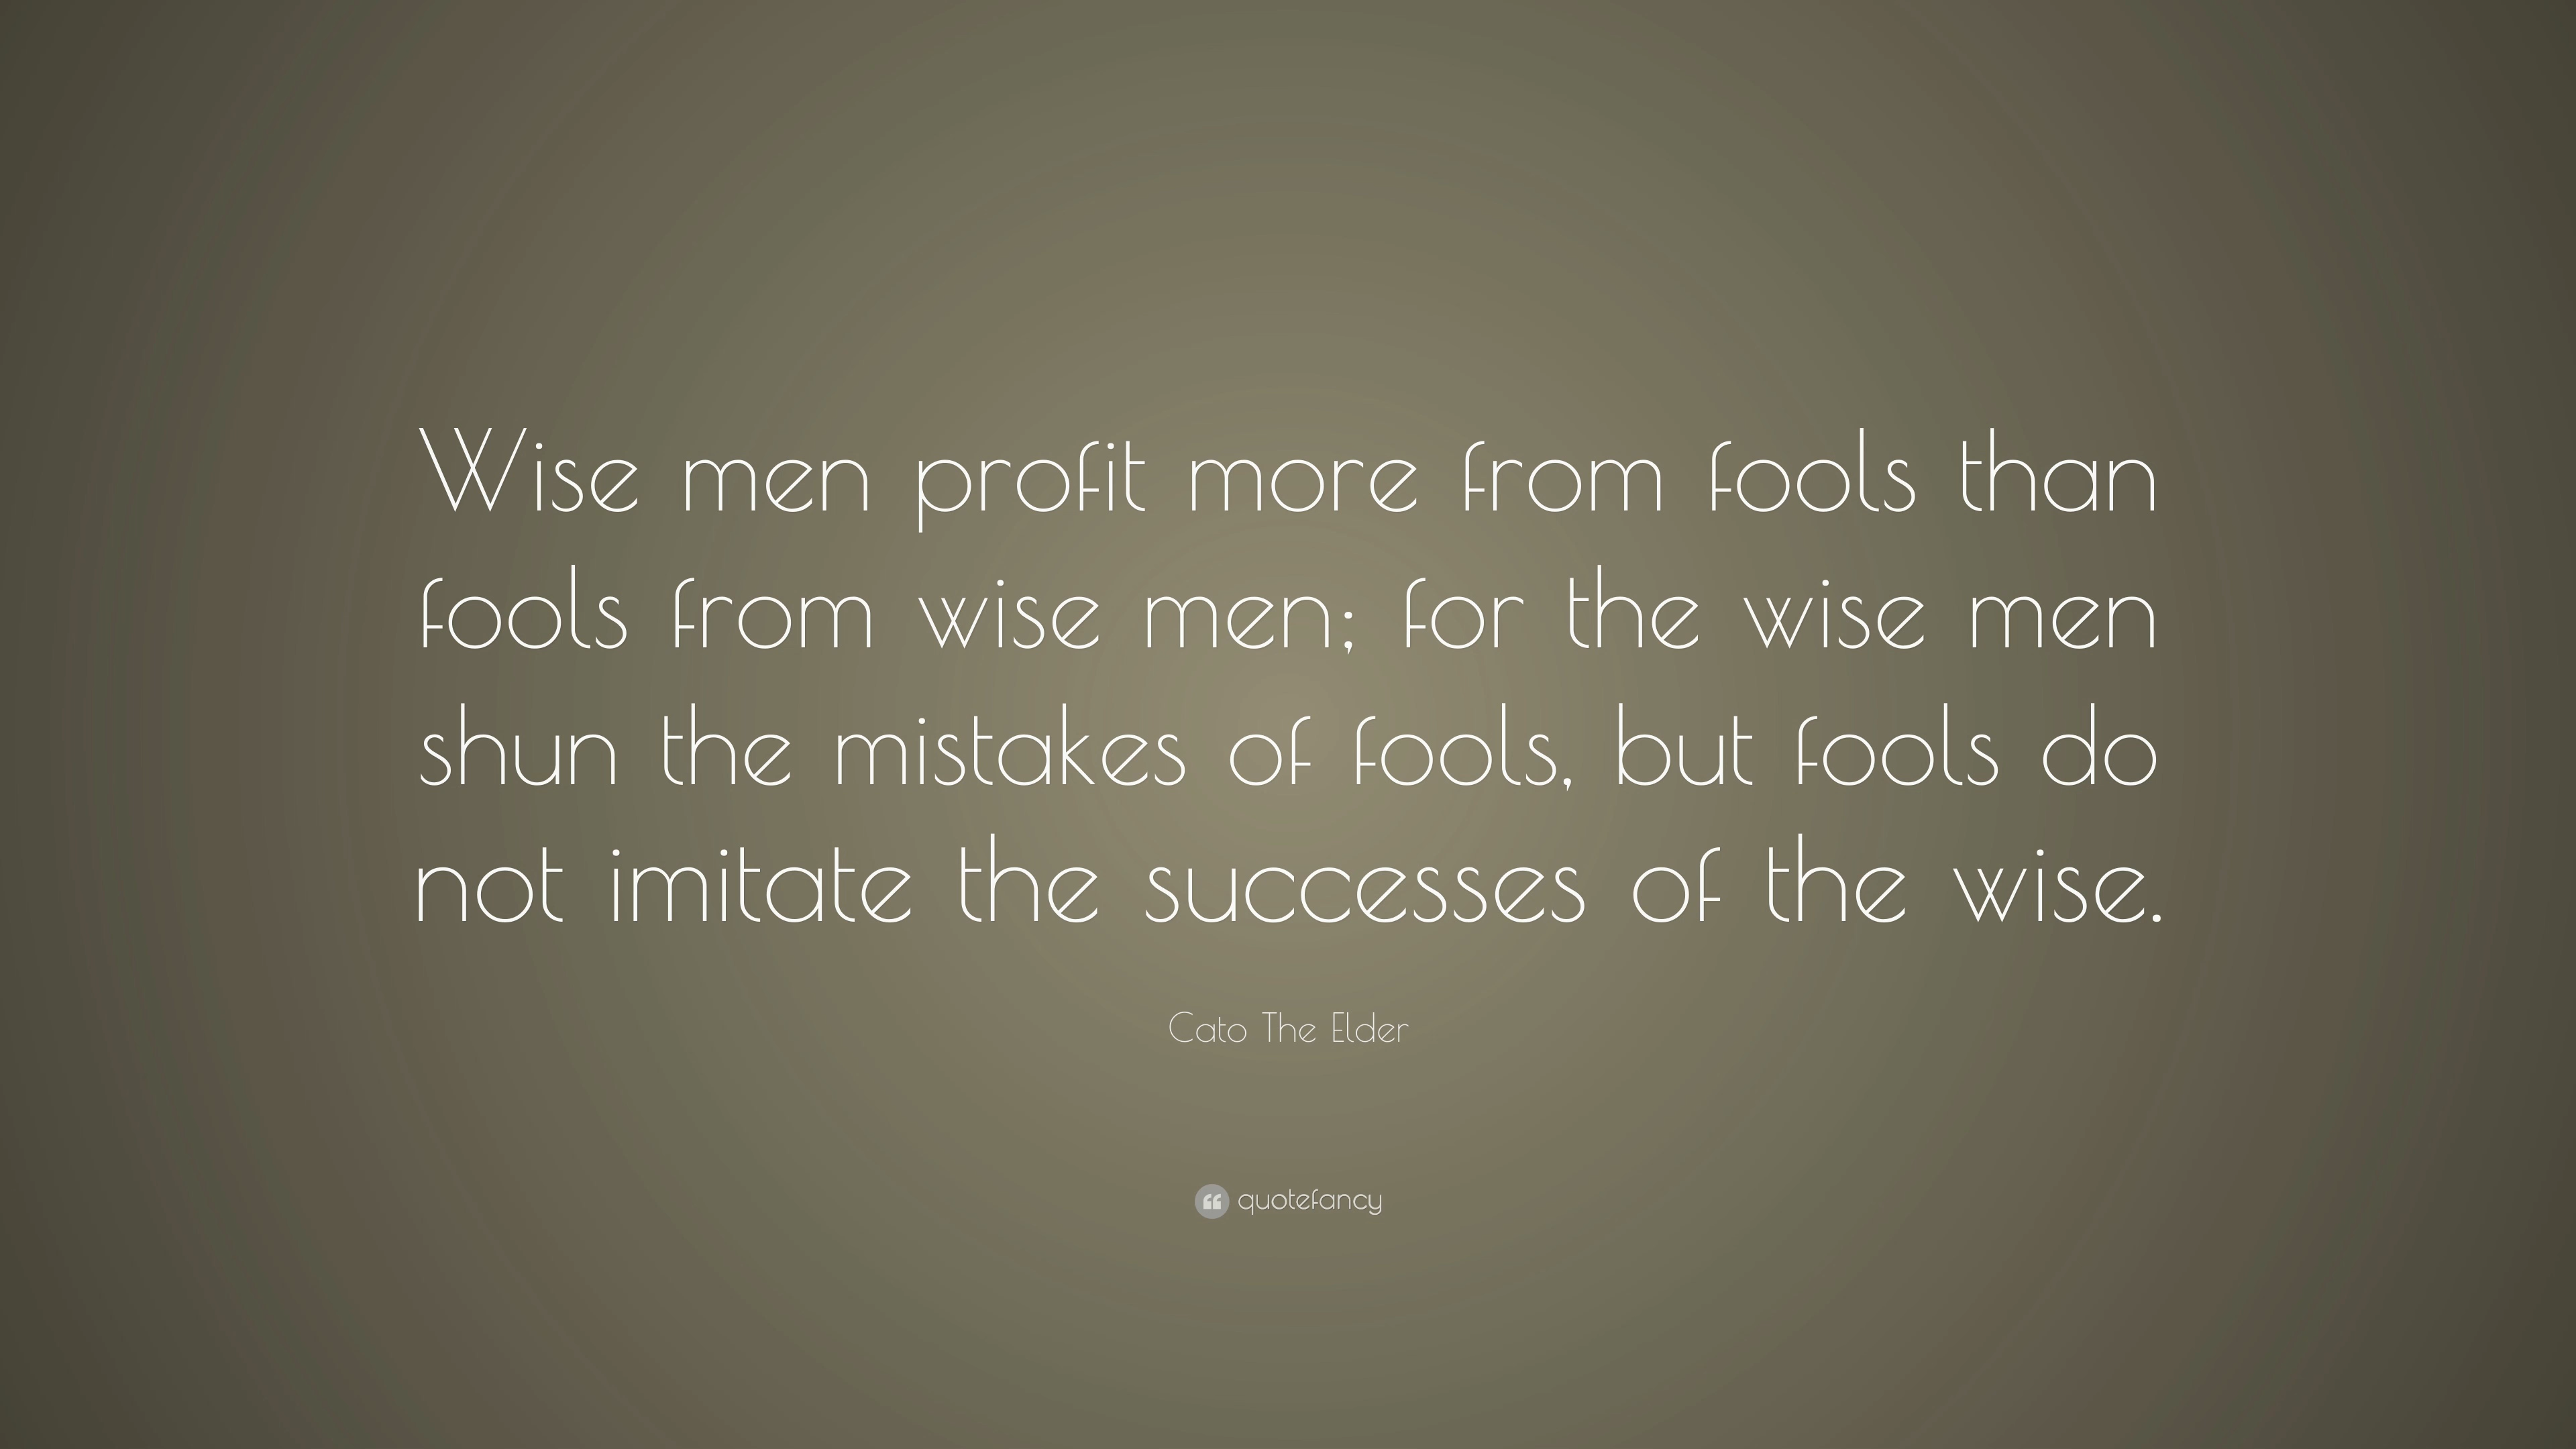 Wise men profit more from fools than
fools from wise men; for the wise men
shun the mistakes of fools, but fools do
not imitate the successes of the wise.
Cato The Elder
quotefancy